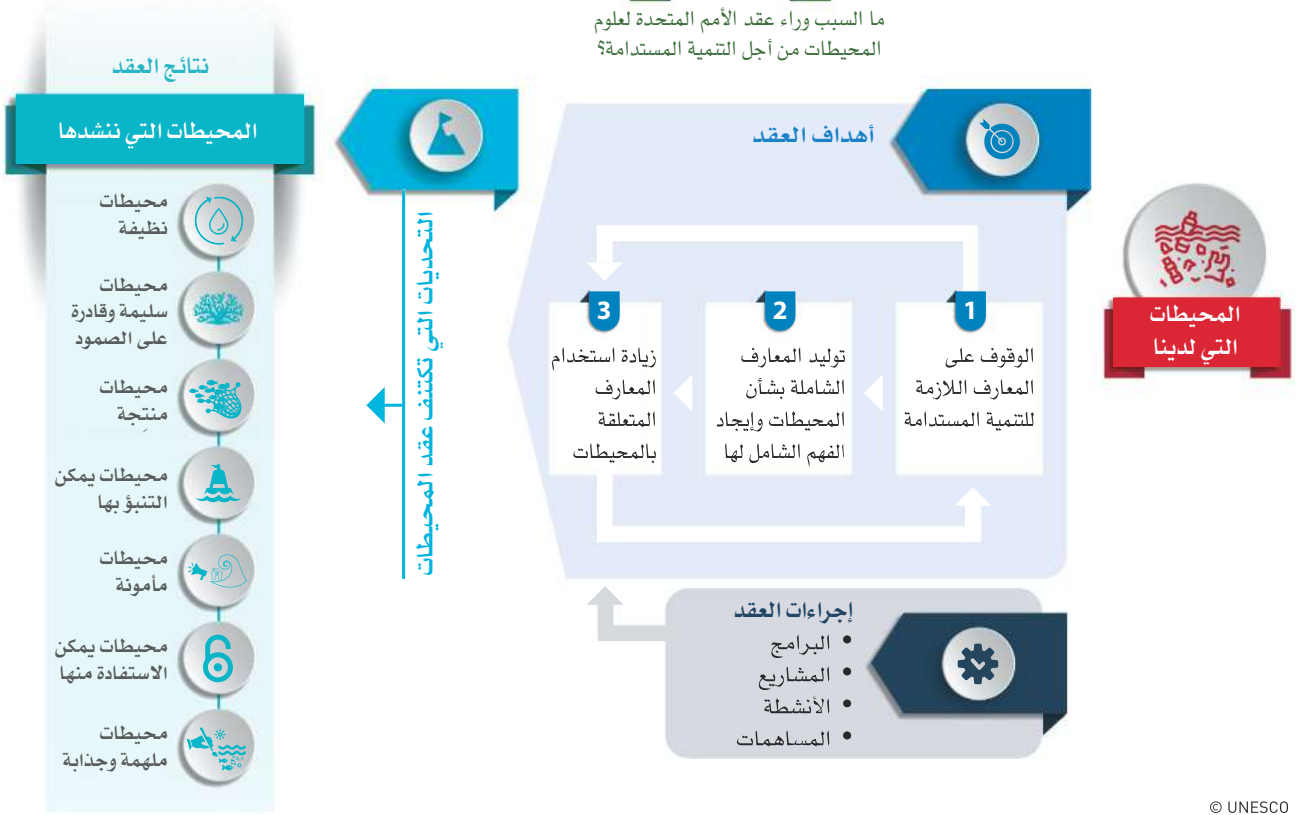 ما السبب وراء عقد الأمم المتحدة لعلوم
المحيطات من أجل التنمية المستدامة؟
المحيطات
التي لدينا
أهداف العقد
1
الوقوف على
المعارف اللازمة
للتنمية المستدامة
2
توليد المعارف
الشاملة بشأن
المحيطات وإيجاد
الفهم الشامل لها
3
زيادة استخدام
المعارف
المتعلقة
بالمحيطات
إجراءات العقد
• البرامج
• المشاريع
• الأنشطة
• المساهمات
التحديات التي تكتنف عقد المحيطات
نتائج العقد
المحيطات التي ننشدها
محيطات
نظيفة
محيطات
سليمة وقادرة
على الصمود
محيطات
منتِجة
محيطات يمكن
التنبؤ بها
محيطات
مأمونة
محيطات يمكن
الاستفادة منها
محيطات
ملهمة وجذابة
© UNESCO